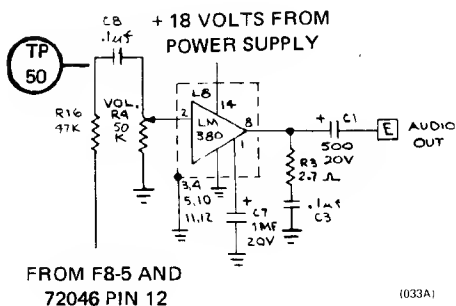 C8
.1uf
+ 18 VOLTS FROM
POWER SUPPLY
TP
50
R16
47K
VOL.
R4
50
K
L8
2
LM
380
14
8
1
+
C1
500
20V
E
AUDIO
OUT
R3
2.7 Ω
.1uf
C3
3,4
5,10
11,12
+
C7
1MF
20V
FROM F8-5 AND
72046 PIN 12
(033A)